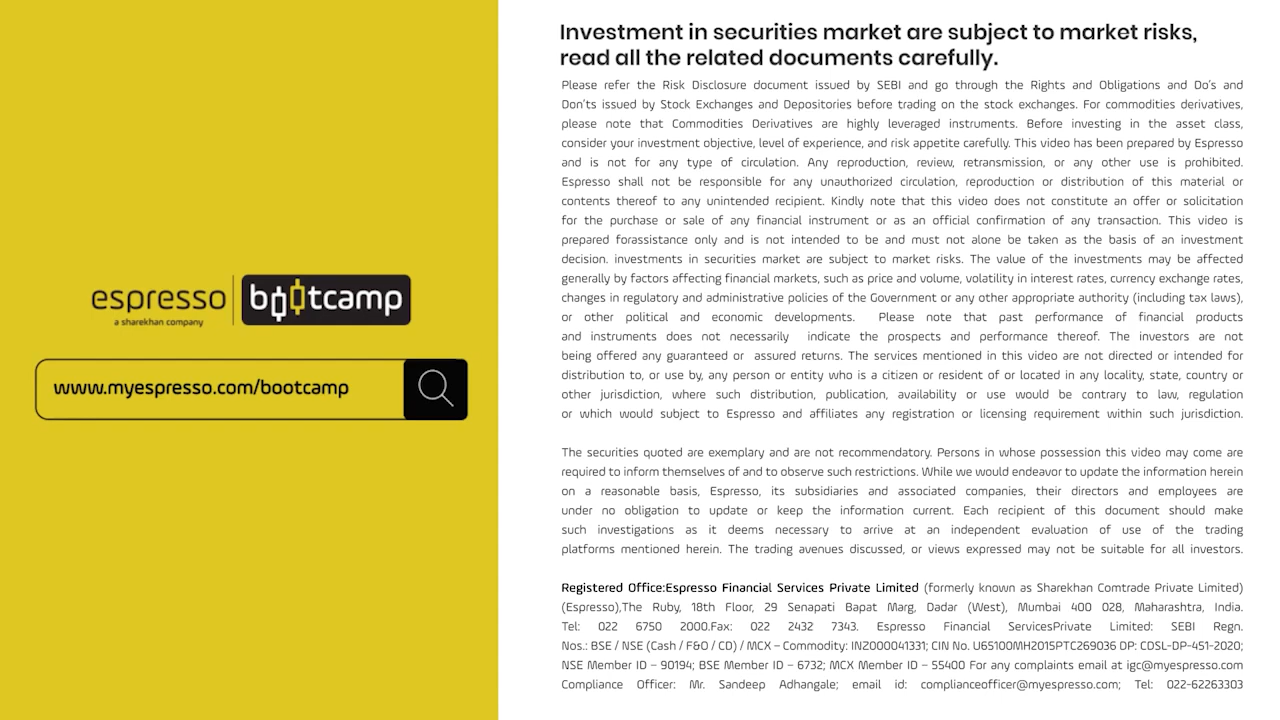 espresso bootcamp
a sharekhan company
www.myespresso.com/bootcamp
Investment in securities market are subject to market risks,
read all the related documents carefully.
Please refer the Risk Disclosure document issued by SEBI and go through the Rights and Obligations and Do's and
Don'ts issued by Stock Exchanges and Depositories before trading on the stock exchanges. For commodities derivatives,
please note that Commodities Derivatives are highly leveraged instruments. Before investing in the asset class,
consider your investment objective, level of experience, and risk appetite carefully. This video has been prepared by Espresso
and is not for any type of circulation. Any reproduction, review, retransmission, or any other use is prohibited.
Espresso shall not be responsible for any unauthorized circulation, reproduction or distribution of this material or
contents thereof to any unintended recipient. Kindly note that this video does not constitute an offer or solicitation
for the purchase or sale of any financial instrument or as an official confirmation of any transaction. This video is
prepared forassistance only and is not intended to be and must not alone be taken as the basis of an investment
decision. investments in securities market are subject to market risks. The value of the investments may be affected
generally by factors affecting financial markets, such as price and volume, volatility in interest rates, currency exchange rates,
changes in regulatory and administrative policies of the Government or any other appropriate authority (including tax laws),
or other political and economic developments. Please note that past performance of financial products
and instruments does not necessarily indicate the prospects and performance thereof. The investors are not
being offered any guaranteed or assured returns. The services mentioned in this video are not directed or intended for
distribution to, or use by, any person or entity who is a citizen or resident of or located in any locality, state, country or
other jurisdiction, where such distribution, publication, availability or use would be contrary to law, regulation
or which would subject to Espresso and affiliates any registration or licensing requirement within such jurisdiction.
The securities quoted are exemplary and are not recommendatory. Persons in whose possession this video may come are
required to inform themselves of and to observe such restrictions. While we would endeavor to update the information herein
on a reasonable basis, Espresso, its subsidiaries and associated companies, their directors and employees are
under no obligation to update or keep the information current. Each recipient of this document should make
such investigations as it deems necessary to arrive at an independent evaluation of use of the trading
platforms mentioned herein. The trading avenues discussed, or views expressed may not be suitable for all investors.
Registered Office:Espresso Financial Services Private Limited (formerly known as Sharekhan Comtrade Private Limited)
(Espresso),The Ruby, 18th Floor, 29 Senapati Bapat Marg, Dadar (West), Mumbai 400 028, Maharashtra, India.
Tel: 022 6750 2000.Fax: 022 2432 7343. Espresso Financial ServicesPrivate Limited: SEBI Regn.
Nos.: BSE / NSE (Cash / F&O / CD) / MCX – Commodity: INZ000041331; CIN No. U65100MH2015PTC269036 DP: CDSL-DP-451-2020;
NSE Member ID – 90194; BSE Member ID – 6732; MCX Member ID – 55400 For any complaints email at igc@myespresso.com
Compliance Officer: Mr. Sandeep Adhangale; email id: complianceofficer@myespresso.com; Tel: 022-62263303